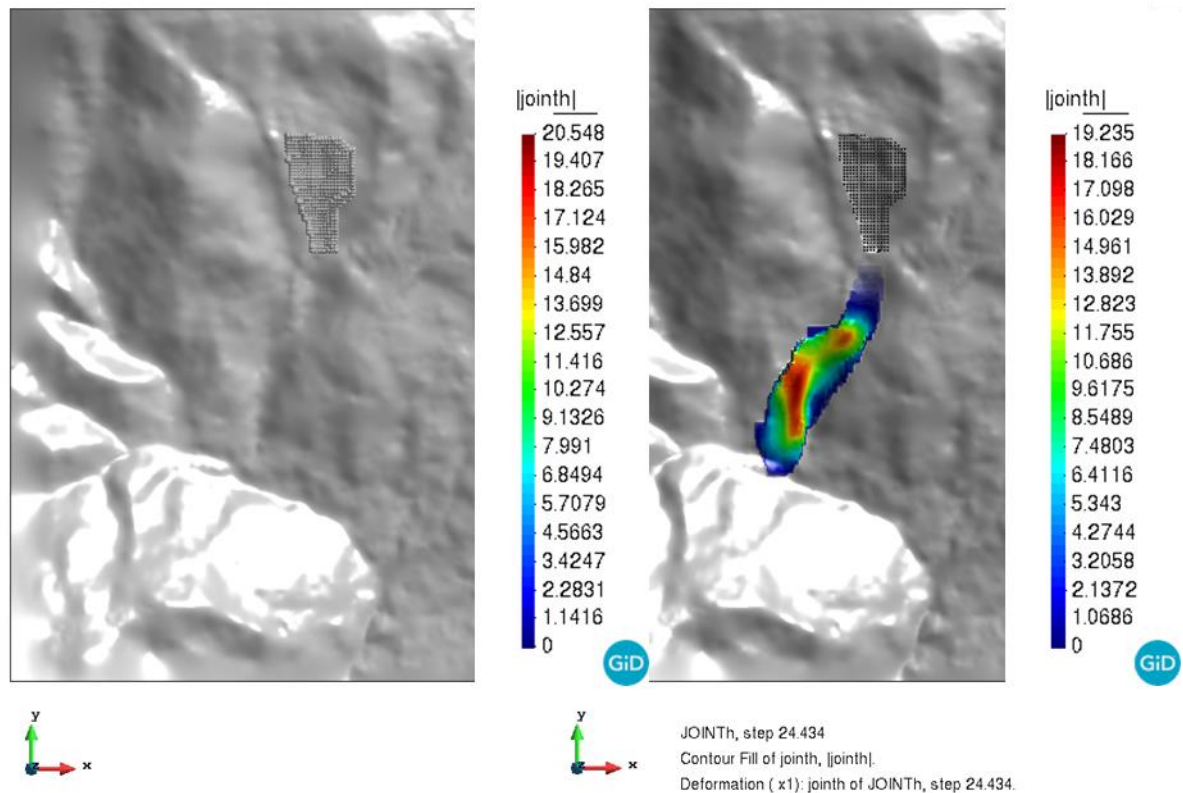 |jointh|
20.548
19.407
18.265
17.124
15.982
14.84
13.699
12.557
11.416
10.274
9.1326
7.991
6.8494
5.7079
4.5663
3.4247
2.2831
1.1416
0
GiD
y
z
x
|jointh|
19.235
18.166
17.098
16.029
14.961
13.892
12.823
11.755
10.686
9.6175
8.5489
7.4803
6.4116
5.343
4.2744
3.2058
2.1372
1.0686
0
GiD
y
z
x
JOINTh, step 24.434
Contour Fill of jointh, |jointh|.
Deformation ( x1): jointh of JOINTh, step 24.434.